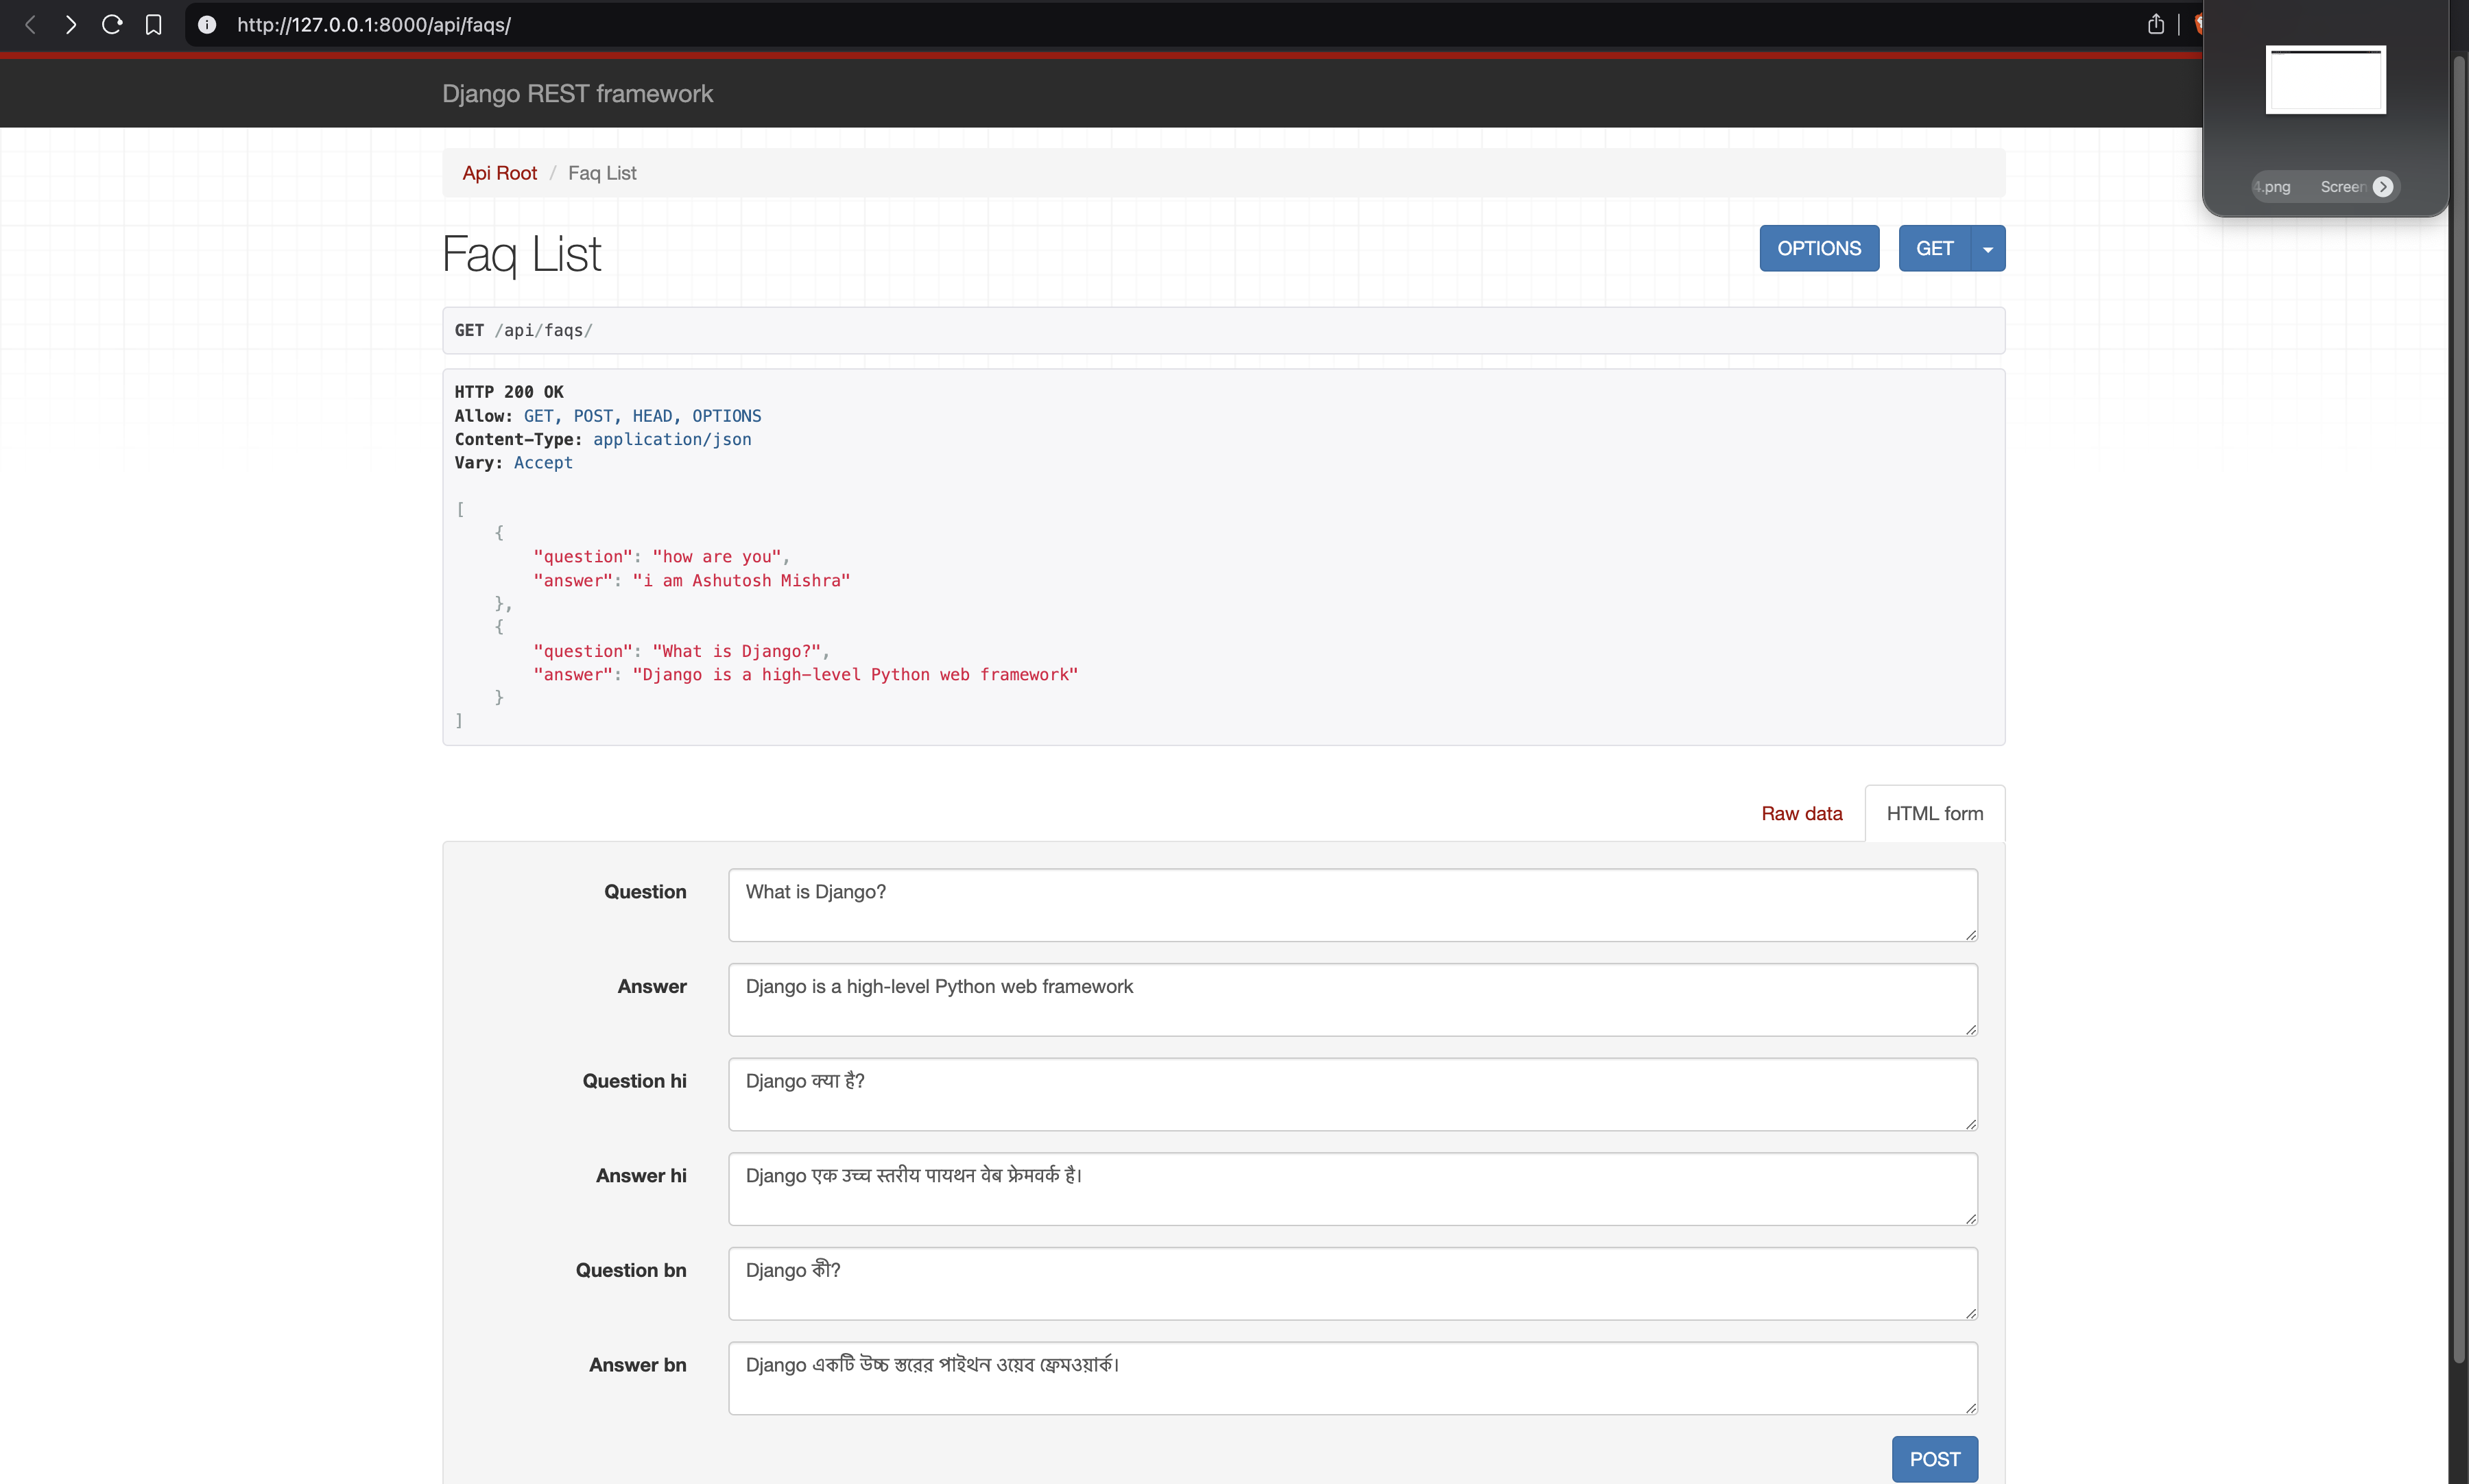 http://127.0.0.1:8000/api/faqs/
4.png Screen
Django REST framework
Api Root / Faq List
Faq List
OPTIONS GET
GET /api/faqs/
HTTP 200 OK
Allow: GET, POST, HEAD, OPTIONS
Content-Type: application/json
Vary: Accept
[
{
"question": "how are you",
"answer": "i am Ashutosh Mishra"
},
{
"question": "What is Django?",
"answer": "Django is a high-level Python web framework"
}
]
Raw data HTML form
Question What is Django?
Answer Django is a high-level Python web framework
Question hi Django क्या है?
Answer hi Django एक उच्च स्तरीय पायथन वेब फ्रेमवर्क है।
Question bn Django की?
Answer bn Django একটি উচ্চ স্তরের পাইথন ওয়েব ফ্রেমওয়ার্ক।
POST